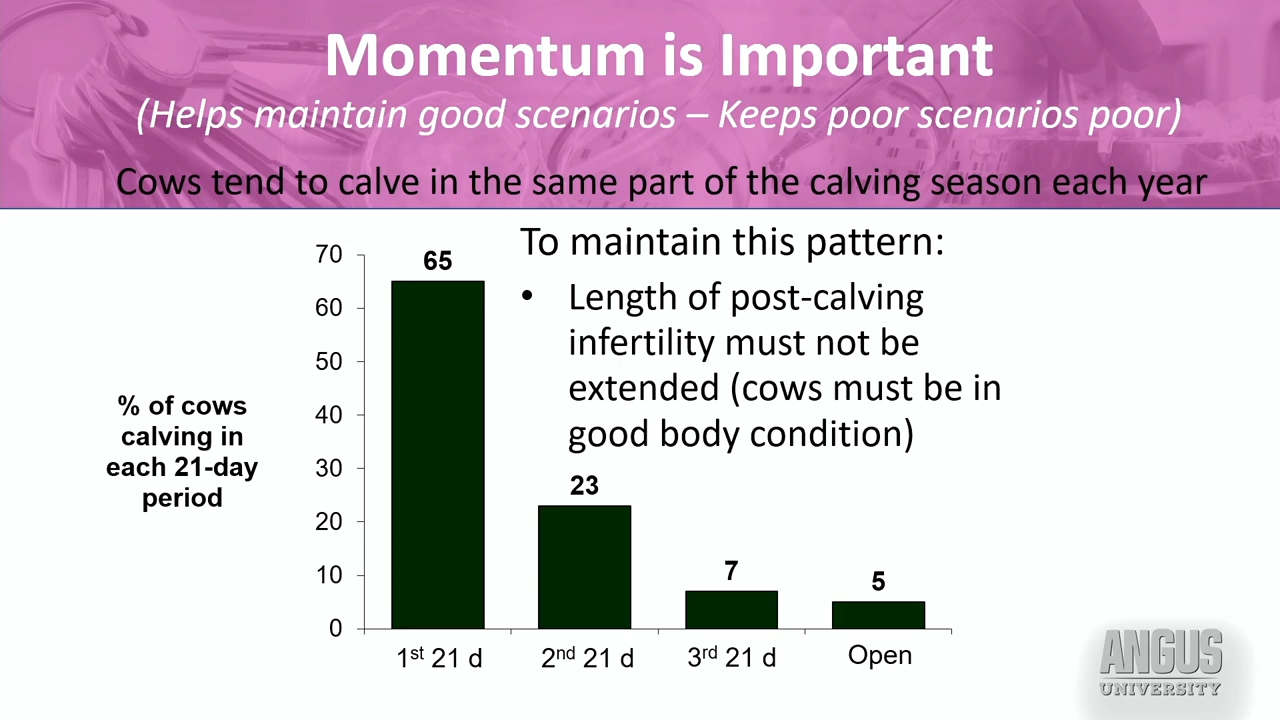 Momentum is Important
(Helps maintain good scenarios – Keeps poor scenarios poor)
Cows tend to calve in the same part of the calving season each year
To maintain this pattern:
• Length of post-calving
infertility must not be
extended (cows must be in
good body condition)
% of cows
calving in
each 21-day
period
70
60
50
40
30
20
10
0
65
23
7
5
1st 21 d
2nd 21 d
3rd 21 d
Open
ANGUS
UNIVERSITY